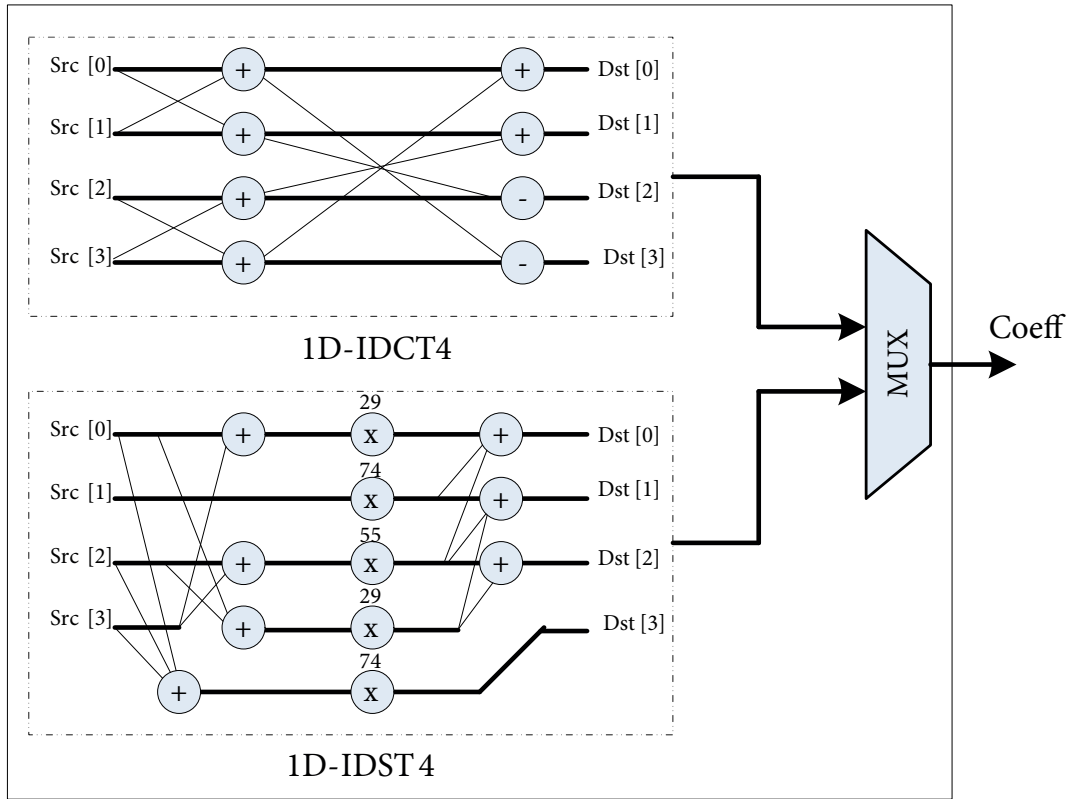 Src [0]
+
+
Dst [0]
Src [1]
+
+
Dst [1]
Src [2]
+
-
Dst [2]
Src [3]
+
-
Dst [3]
1D-IDCT4
MUX
Coeff
29
Src [0]
+
x
+
Dst [0]
74
Src [1]
x
+
Dst [1]
55
Src [2]
+
x
+
Dst [2]
29
Src [3]
+
x
Dst [3]
74
+
x
1D-IDST 4